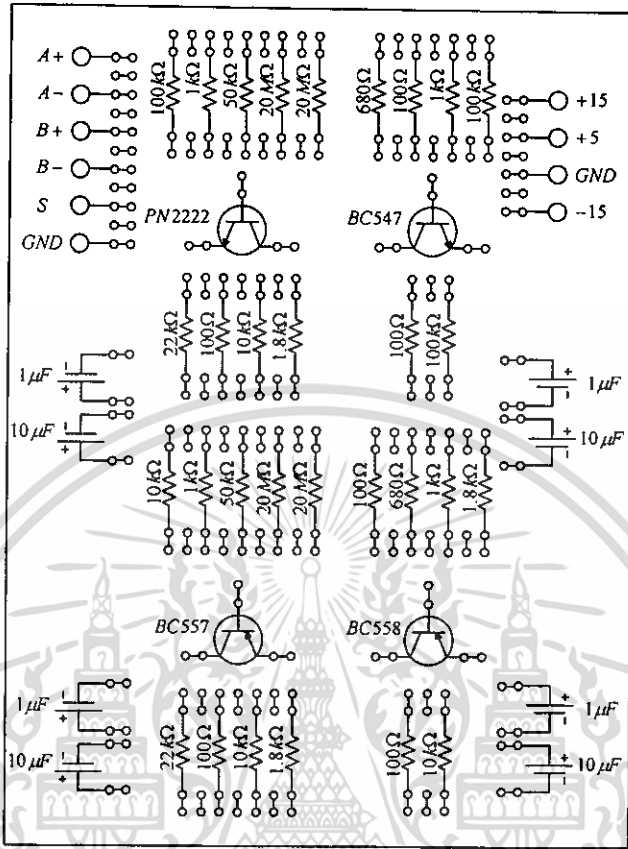 A+
A−
B+
B−
S
GND
100kΩ 1kΩ 50kΩ 20MΩ 20MΩ
680Ω 100Ω 1kΩ 100kΩ
+15
+5
GND
−15
PN2222
BC547
22kΩ 100Ω 10kΩ 1.8kΩ
100Ω 100kΩ
1μF
−
+
10μF
−
+
+
−
1μF
+
−
10μF
10kΩ 1kΩ 50kΩ 20MΩ 20MΩ
100Ω 680Ω 1kΩ 1.8kΩ
BC557
BC558
1μF
−
+
10μF
−
+
22kΩ 100Ω 10kΩ 1.8kΩ
100Ω 10kΩ
+
−
1μF
+
−
10μF